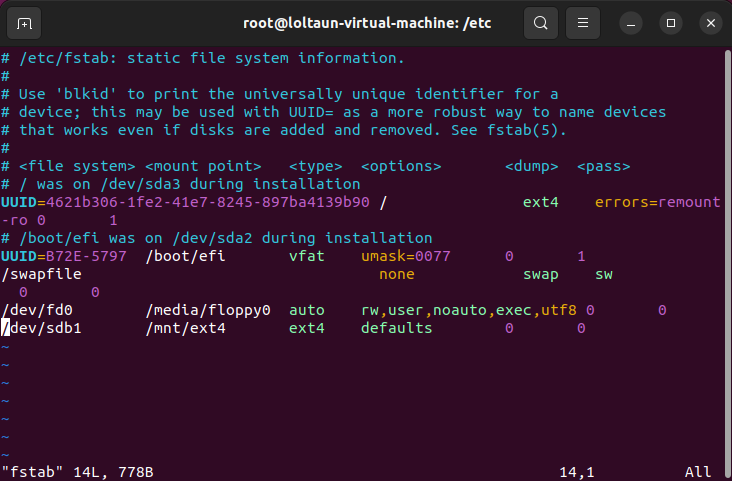 root@loltaun-virtual-machine: /etc
# /etc/fstab: static file system information.
#
# Use 'blkid' to print the universally unique identifier for a
# device; this may be used with UUID= as a more robust way to name devices
# that works even if disks are added and removed. See fstab(5).
#
# <file system> <mount point>   <type>  <options>       <dump>  <pass>
# / was on /dev/sda3 during installation
UUID=4621b306-1fe2-41e7-8245-897ba4139b90 /               ext4    errors=remount
-ro 0       1
# /boot/efi was on /dev/sda2 during installation
UUID=B72E-5797  /boot/efi       vfat    umask=0077      0       1
/swapfile                                 none            swap    sw
  0       0
/dev/fd0        /media/floppy0  auto    rw,user,noauto,exec,utf8 0       0
/dev/sdb1       /mnt/ext4       ext4    defaults        0       0
~
~
~
~
~
~
~
"fstab" 14L, 778B                                             14,1          All